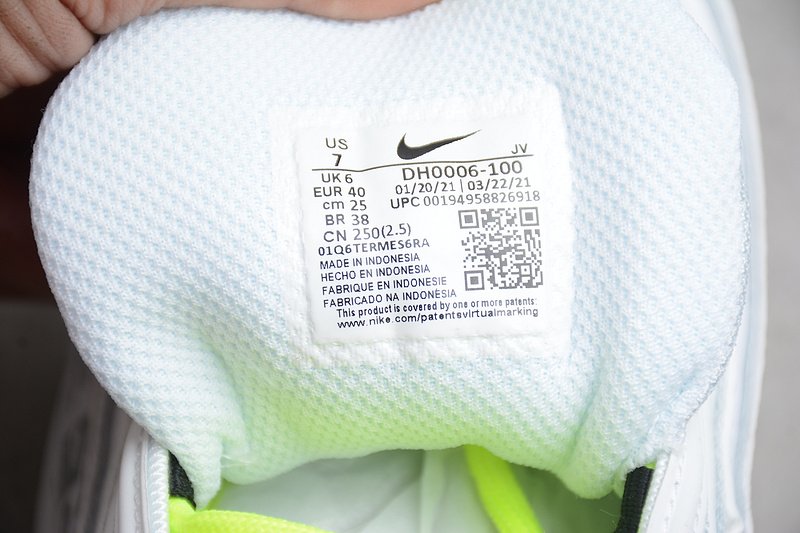 US
7
JV
UK 6
DH0006-100
EUR 40
01/20/21 | 03/22/21
cm 25
UPC 00194958826918
BR 38
CN 250(2.5)
01Q6TERMES6RA
MADE IN INDONESIA
HECHO EN INDONESIA
FABRIQUE EN INDONESIE
FABRICADO NA INDONÉSIA
This product is covered by one or more patents:
www.nike.com/patentsvirtualmarking